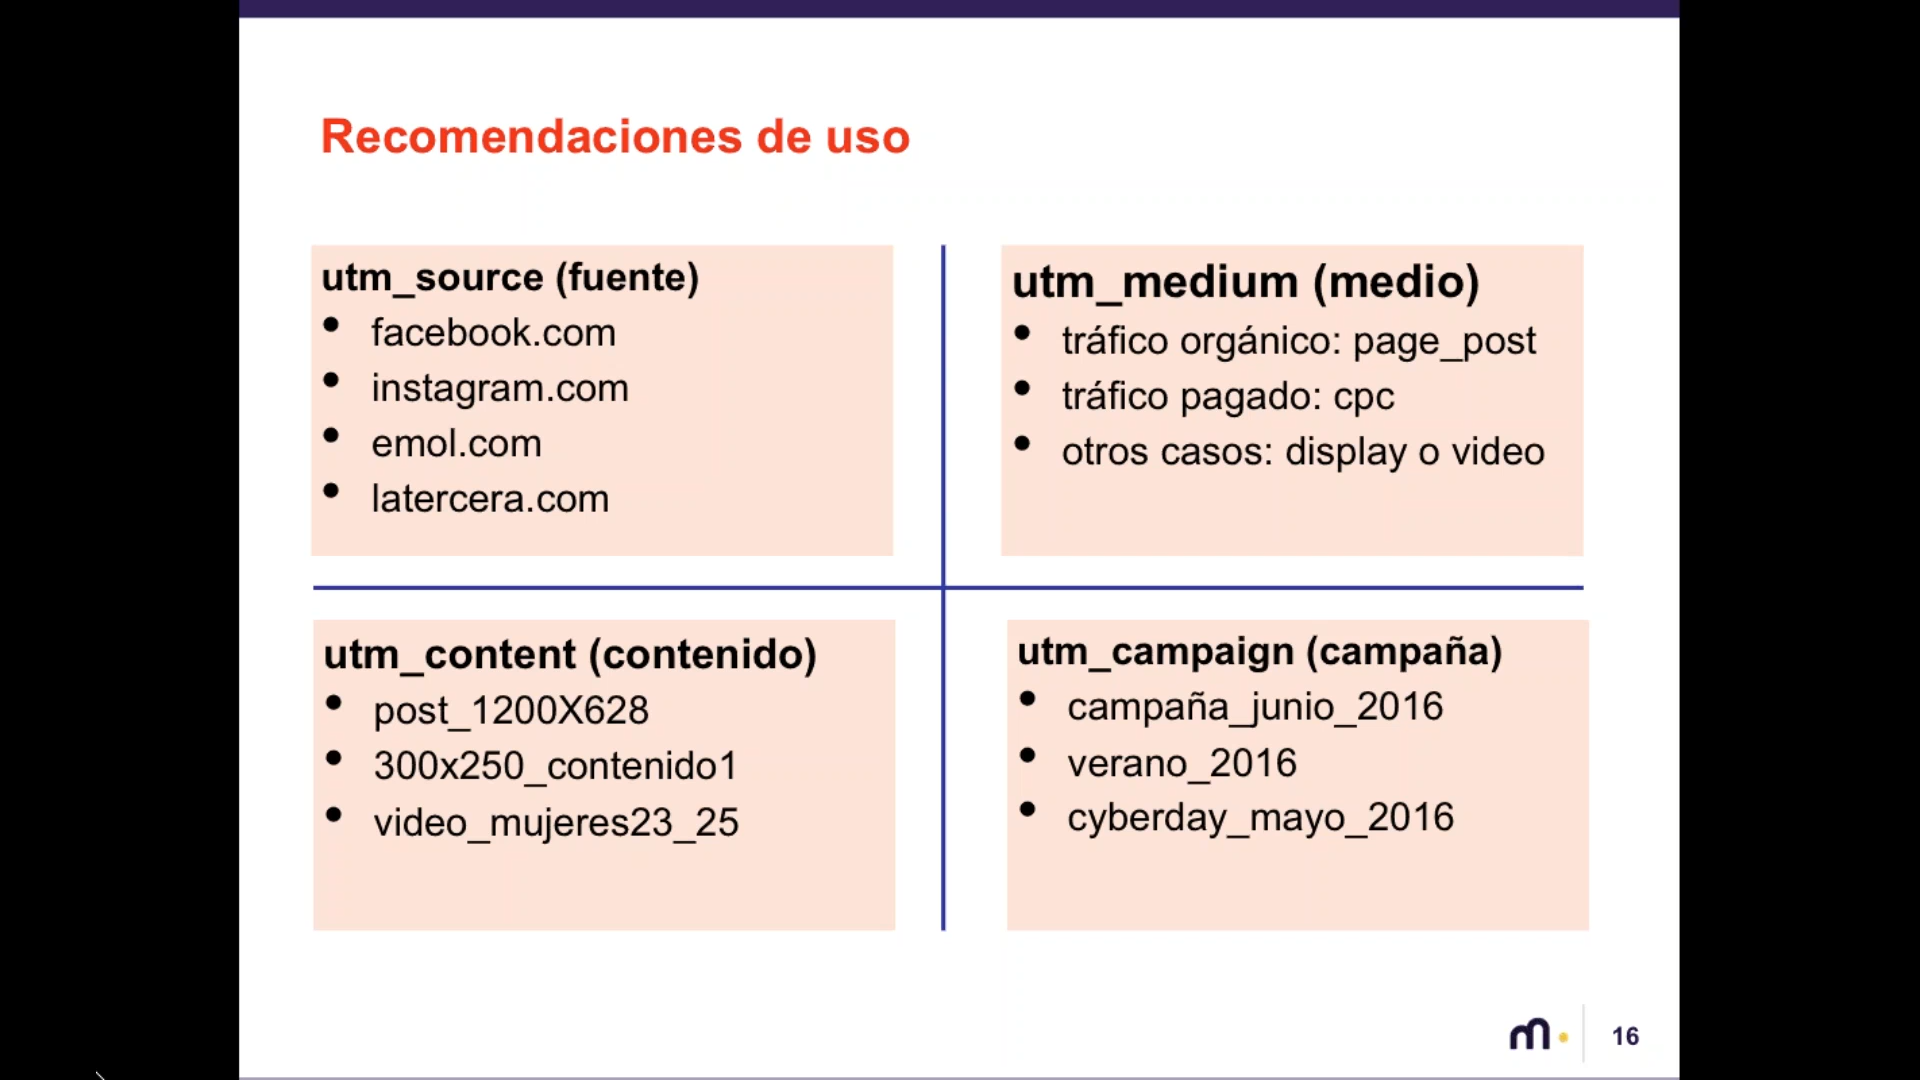 Recomendaciones de uso
utm_source (fuente)
• facebook.com
• instagram.com
• emol.com
• latercera.com
utm_medium (medio)
• tráfico orgánico: page_post
• tráfico pagado: cpc
• otros casos: display o video
utm_content (contenido)
• post_1200X628
• 300x250_contenido1
• video_mujeres23_25
utm_campaign (campaña)
• campaña_junio_2016
• verano_2016
• cyberday_mayo_2016
m.
16